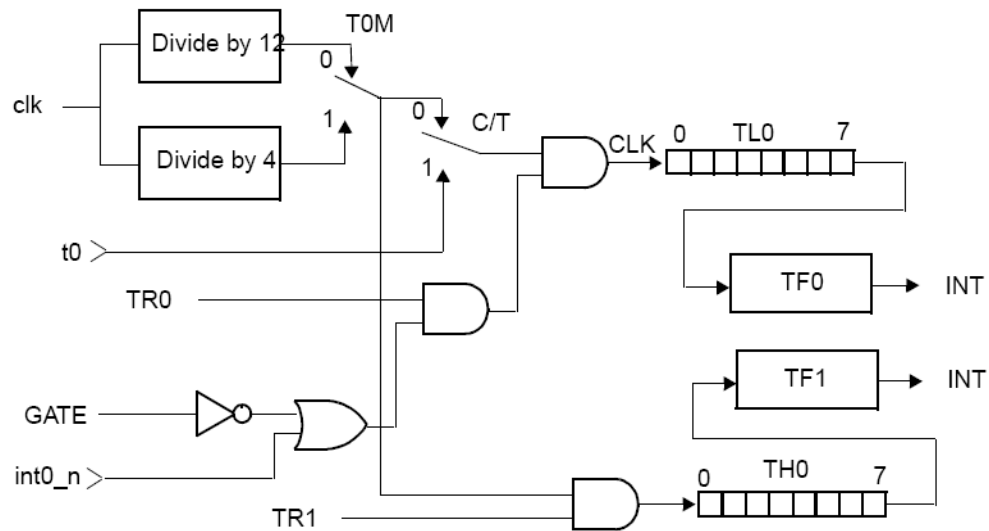 T0M
Divide by 12
0
clk
1
0
C/T
Divide by 4
1
CLK
0 TL0 7
t0
TR0
TF0
INT
TF1
INT
GATE
int0_n
0 TH0 7
TR1